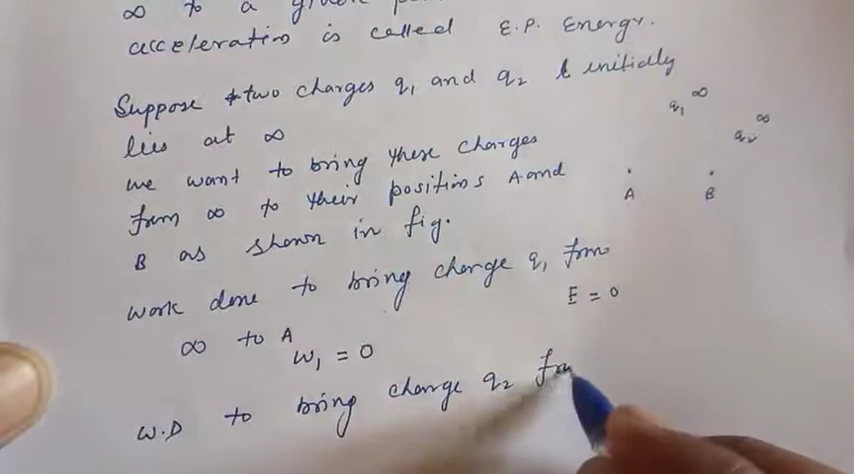 ∞ to a given
acceleration is called E.P. Energy.
Suppose two charges q1 and q2 initially
lies at ∞
we want to bring these charges
from ∞ to their positions A and
B as shown in fig.
q1 ∞
q2 ∞
A B
work done to bring charge q1 from
∞ to A
E = 0
W1 = 0
W.D to bring charge q2 from